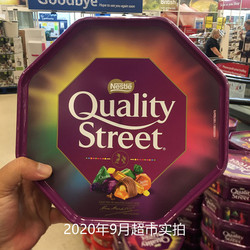 Goodbye
Nestlé
Quality
Street
2020年9月超市实拍